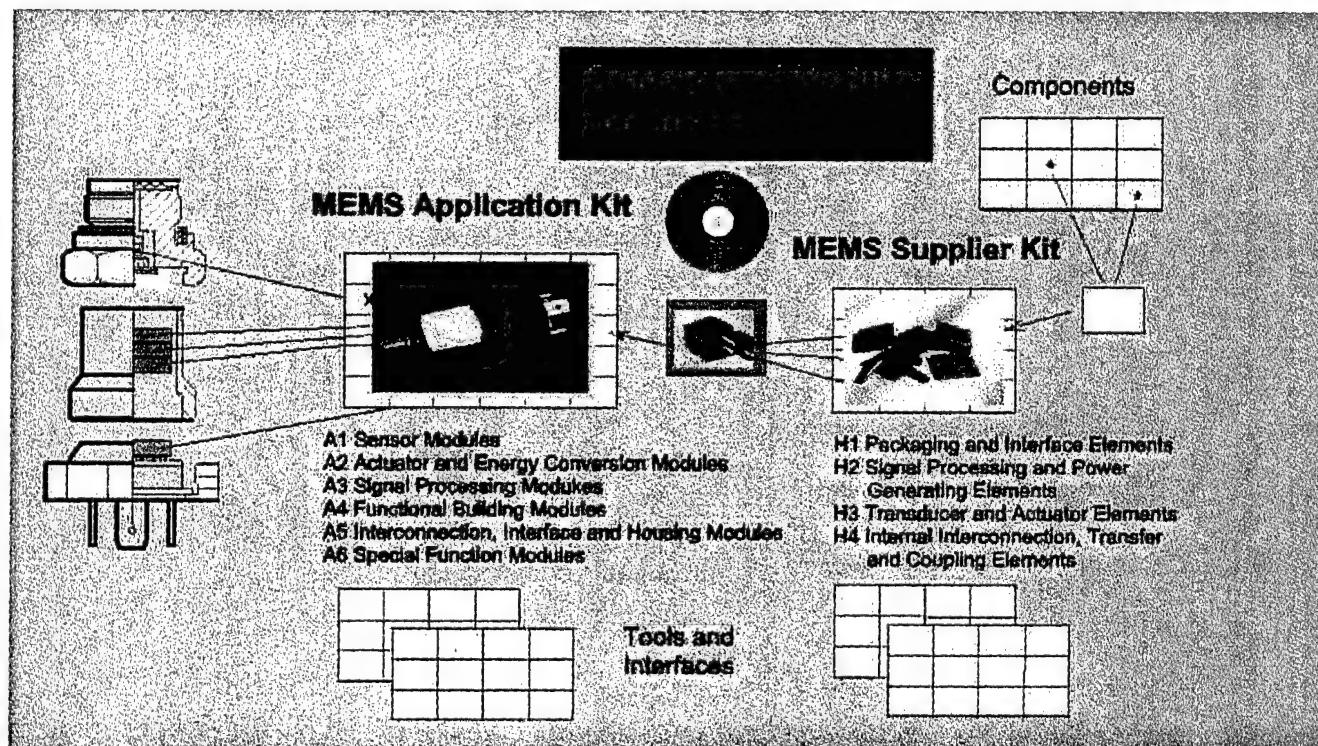 Components
MEMS Application Kit
MEMS Supplier Kit
A1 Sensor Modules
A2 Actuator and Energy Conversion Modules
A3 Signal Processing Modukes
A4 Functional Building Modules
A5 Interconnection, Interface and Housing Modules
A6 Special Function Modules
H1 Packaging and Interface Elements
H2 Signal Processing and Power
Generating Elements
H3 Transducer and Actuator Elements
H4 Internal Interconnection, Transfer
and Coupling Elements
Tools and
Interfaces